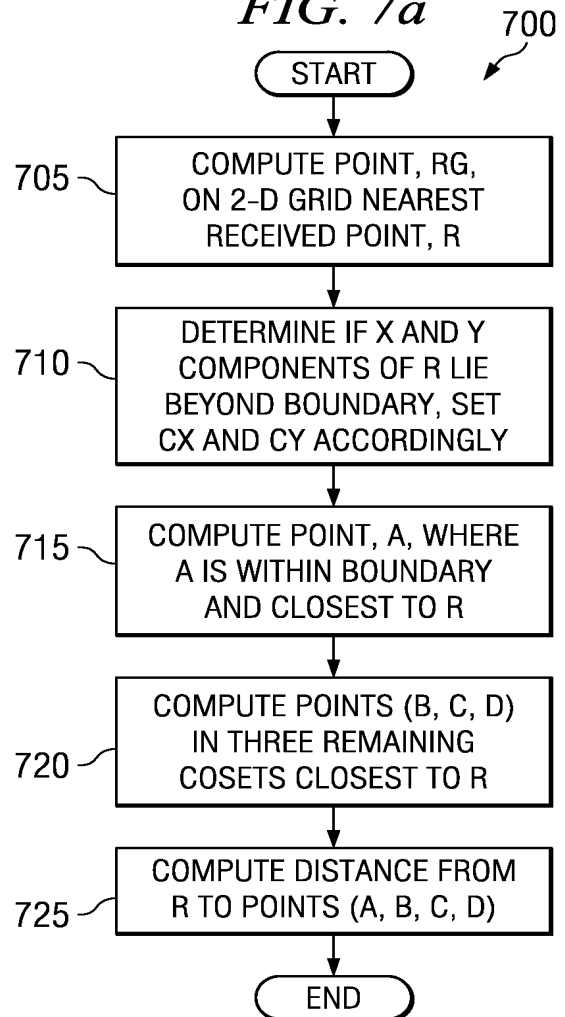 FIG. 7a
700
START
705
COMPUTE POINT, RG,
ON 2-D GRID NEAREST
RECEIVED POINT, R
710
DETERMINE IF X AND Y
COMPONENTS OF R LIE
BEYOND BOUNDARY, SET
CX AND CY ACCORDINGLY
715
COMPUTE POINT, A, WHERE
A IS WITHIN BOUNDARY
AND CLOSEST TO R
720
COMPUTE POINTS (B, C, D)
IN THREE REMAINING
COSETS CLOSEST TO R
725
COMPUTE DISTANCE FROM
R TO POINTS (A, B, C, D)
END